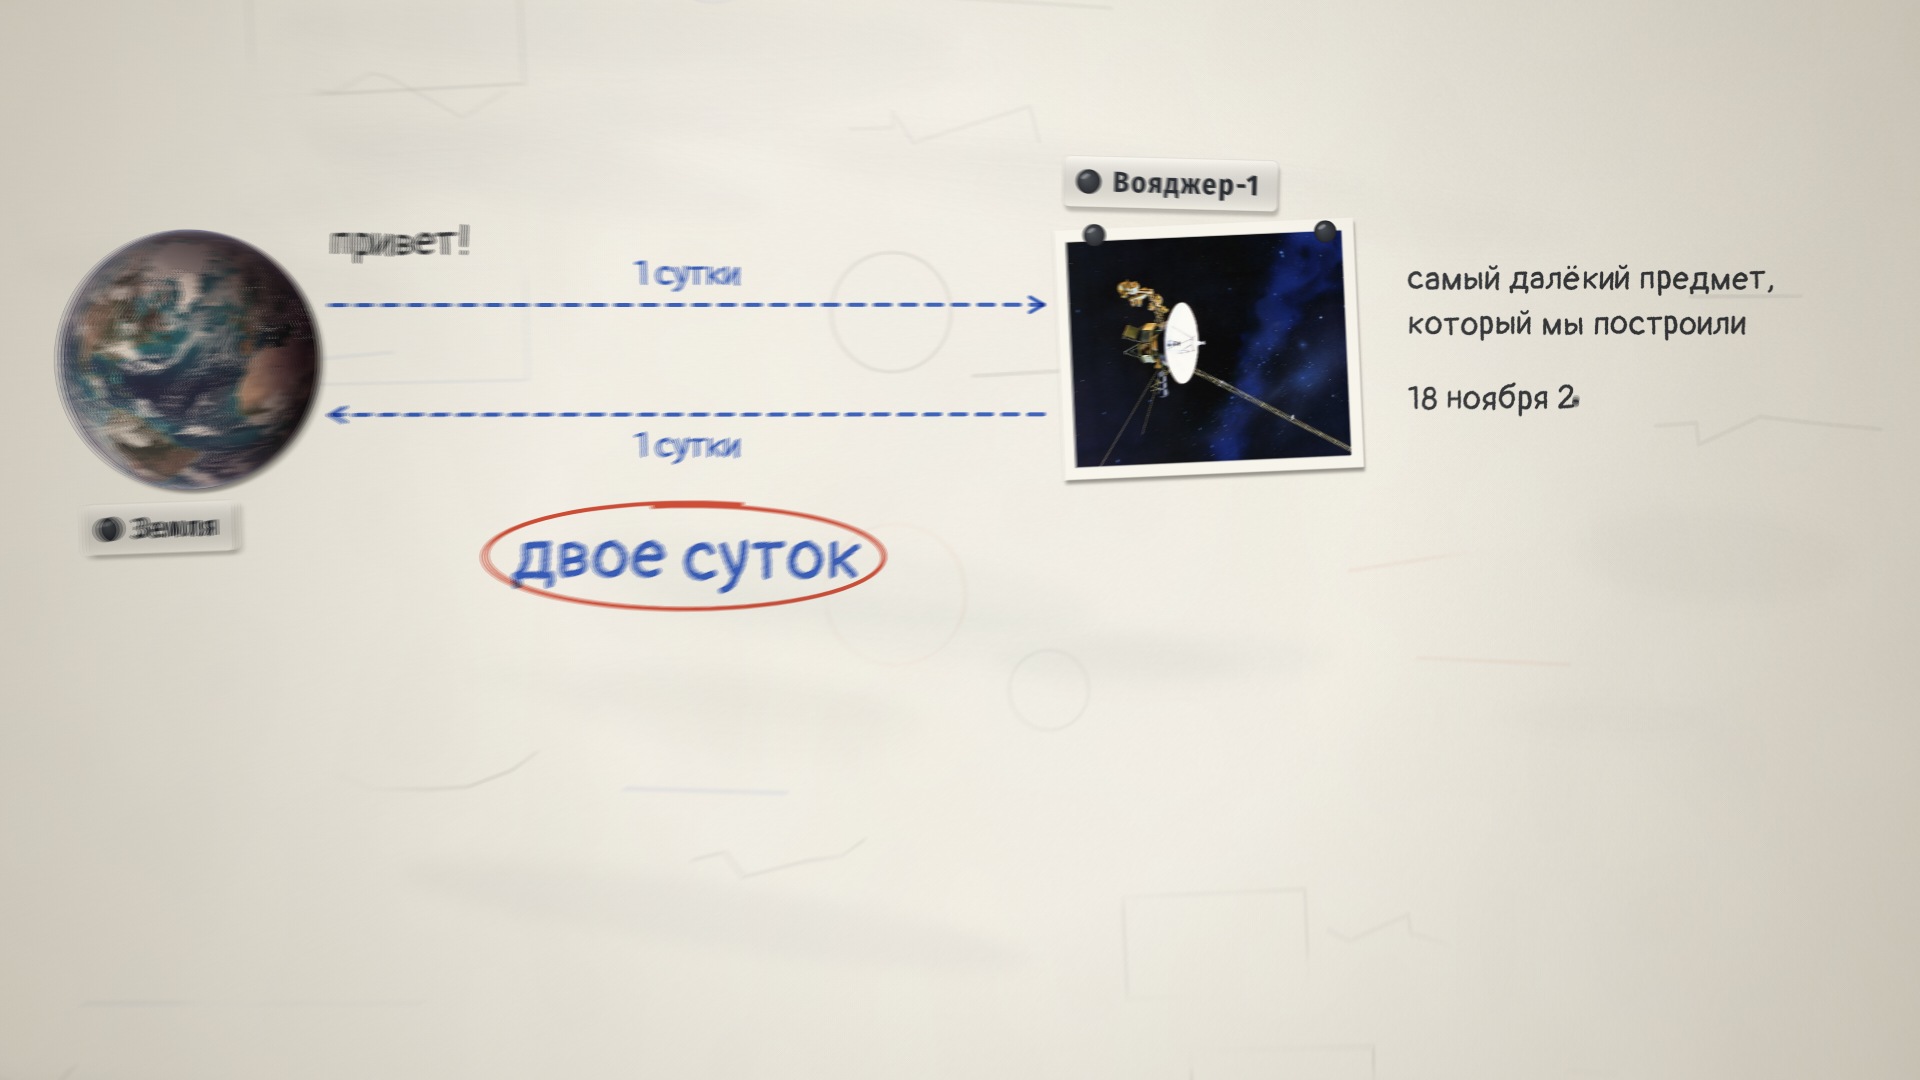 Вояджер-1
привет!
1 сутки
самый далёкий предмет,
который мы построили
18 ноября 2
1 сутки
Земля
двое суток